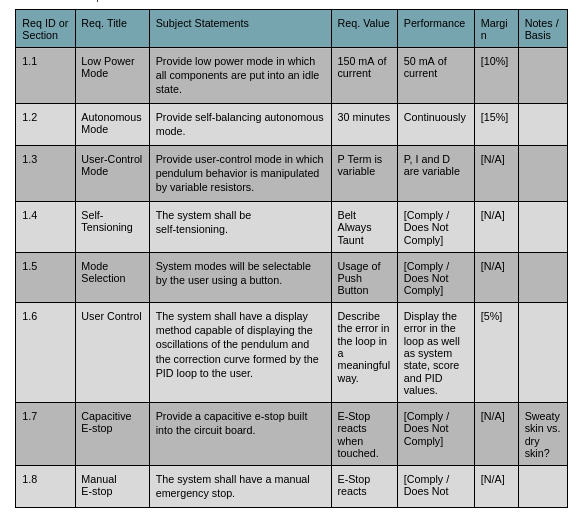 Req ID or Section	Req. Title	Subject Statements	Req. Value	Performance	Margin	Notes / Basis
1.1	Low Power Mode	Provide low power mode in which all components are put into an idle state.	150 mA of current	50 mA of current	[10%]
1.2	Autonomous Mode	Provide self-balancing autonomous mode.	30 minutes	Continuously	[15%]
1.3	User-Control Mode	Provide user-control mode in which pendulum behavior is manipulated by variable resistors.	P Term is variable	P, I and D are variable	[N/A]
1.4	Self-Tensioning	The system shall be self-tensioning.	Belt Always Taunt	[Comply / Does Not Comply]	[N/A]
1.5	Mode Selection	System modes will be selectable by the user using a button.	Usage of Push Button	[Comply / Does Not Comply]	[N/A]
1.6	User Control	The system shall have a display method capable of displaying the oscillations of the pendulum and the correction curve formed by the PID loop to the user.	Describe the error in the loop in a meaningful way.	Display the error in the loop as well as system state, score and PID values.	[5%]
1.7	Capacitive E-stop	Provide a capacitive e-stop built into the circuit board.	E-Stop reacts when touched.	[Comply / Does Not Comply]	[N/A]	Sweaty skin vs. dry skin?
1.8	Manual E-stop	The system shall have a manual emergency stop.	E-Stop reacts	[Comply / Does Not	[N/A]